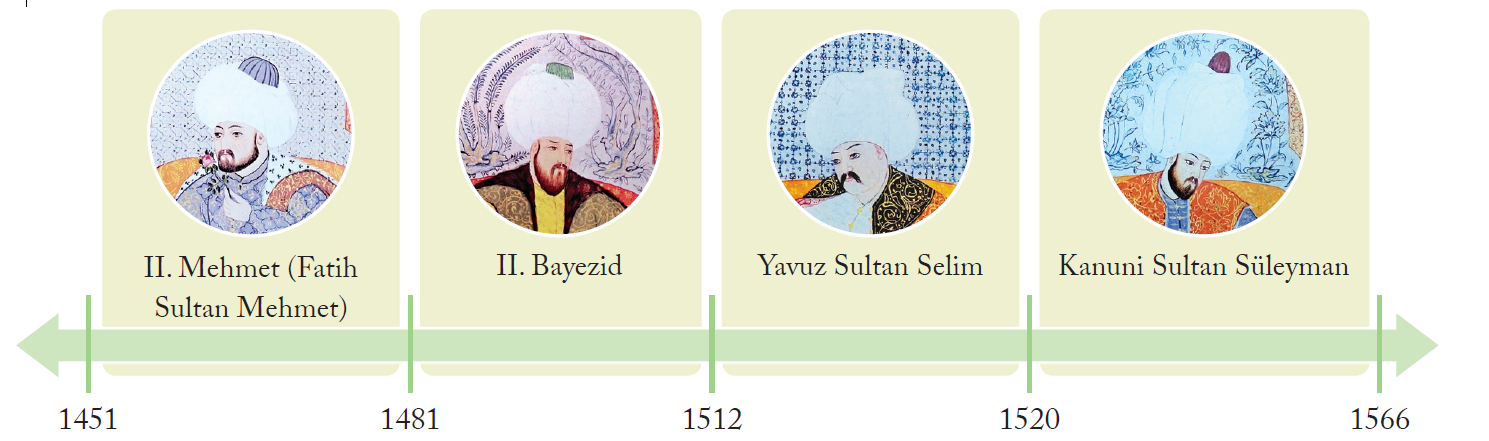 II. Mehmet (Fatih
Sultan Mehmet)
II. Bayezid
Yavuz Sultan Selim
Kanuni Sultan Süleyman
1451
1481
1512
1520
1566